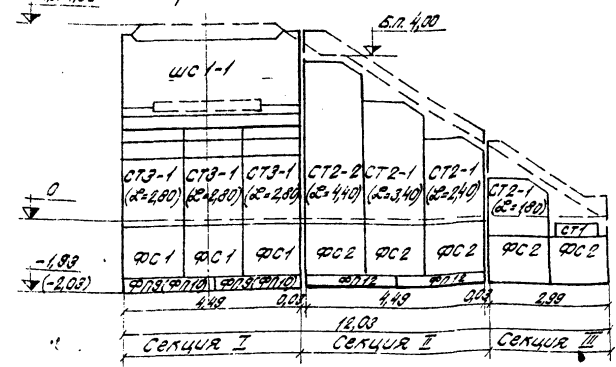 Б.п. 4,00
ШС 1-1
СТ3-1 СТ3-1 СТ3-1 СТ2-2 СТ2-1 СТ2-1
(L=2,80) (L=2,80) (L=2,80) (L=4,40) (L=3,40) (L=2,40)
СТ2-1
(L=1,80)
0
СТ1
ФС1 ФС1 ФС1 ФС2 ФС2 ФС2 ФС2 ФС2
-1,93
(-2,03)
ФП9(ФП10) ФП9(ФП10) ФП12 ФП12
4,49 0,03 4,49 0,03 2,99
12,03
Секция I Секция II Секция III